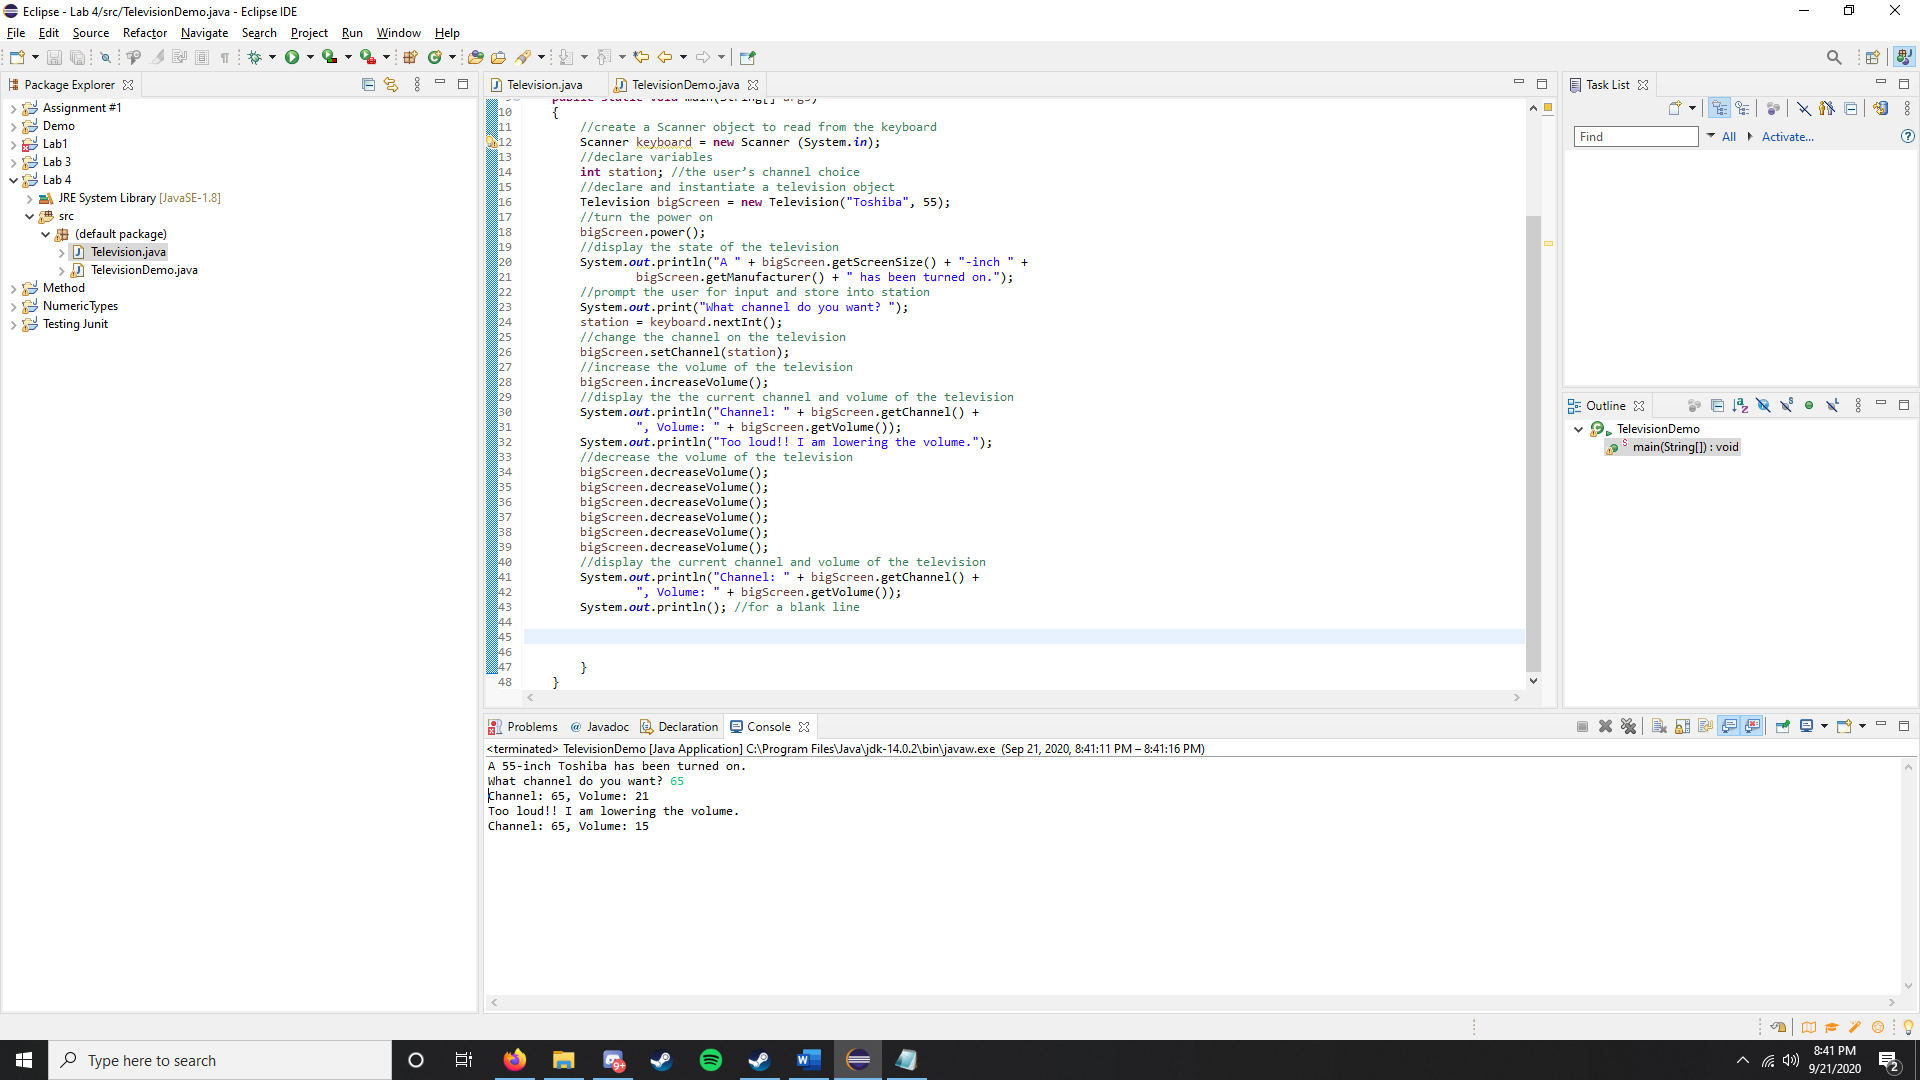 Eclipse - Lab 4/src/TelevisionDemo.java - Eclipse IDE
File Edit Source Refactor Navigate Search Project Run Window Help
Package Explorer
Assignment #1
Demo
Lab1
Lab 3
Lab 4
JRE System Library [JavaSE-1.8]
src
(default package)
Television.java
TelevisionDemo.java
Method
NumericTypes
Testing Junit
Television.java TelevisionDemo.java
9 public static void main(String[] args)
10 {
11 //create a Scanner object to read from the keyboard
12 Scanner keyboard = new Scanner (System.in);
13 //declare variables
14 int station; //the user’s channel choice
15 //declare and instantiate a television object
16 Television bigScreen = new Television("Toshiba", 55);
17 //turn the power on
18 bigScreen.power();
19 //display the state of the television
20 System.out.println("A " + bigScreen.getScreenSize() + "-inch " +
21 bigScreen.getManufacturer() + " has been turned on.");
22 //prompt the user for input and store into station
23 System.out.print("What channel do you want? ");
24 station = keyboard.nextInt();
25 //change the channel on the television
26 bigScreen.setChannel(station);
27 //increase the volume of the television
28 bigScreen.increaseVolume();
29 //display the the current channel and volume of the television
30 System.out.println("Channel: " + bigScreen.getChannel() +
31 ", Volume: " + bigScreen.getVolume());
32 System.out.println("Too loud!! I am lowering the volume.");
33 //decrease the volume of the television
34 bigScreen.decreaseVolume();
35 bigScreen.decreaseVolume();
36 bigScreen.decreaseVolume();
37 bigScreen.decreaseVolume();
38 bigScreen.decreaseVolume();
39 bigScreen.decreaseVolume();
40 //display the current channel and volume of the television
41 System.out.println("Channel: " + bigScreen.getChannel() +
42 ", Volume: " + bigScreen.getVolume());
43 System.out.println(); //for a blank line
44
45
46
47 }
48 }
Task List
Find All Activate...
Outline
TelevisionDemo
main(String[]) : void
Problems @ Javadoc Declaration Console
<terminated> TelevisionDemo [Java Application] C:\Program Files\Java\jdk-14.0.2\bin\javaw.exe (Sep 21, 2020, 8:41:11 PM – 8:41:16 PM)
A 55-inch Toshiba has been turned on.
What channel do you want? 65
Channel: 65, Volume: 21
Too loud!! I am lowering the volume.
Channel: 65, Volume: 15
Type here to search
9+
8:41 PM
9/21/2020
2